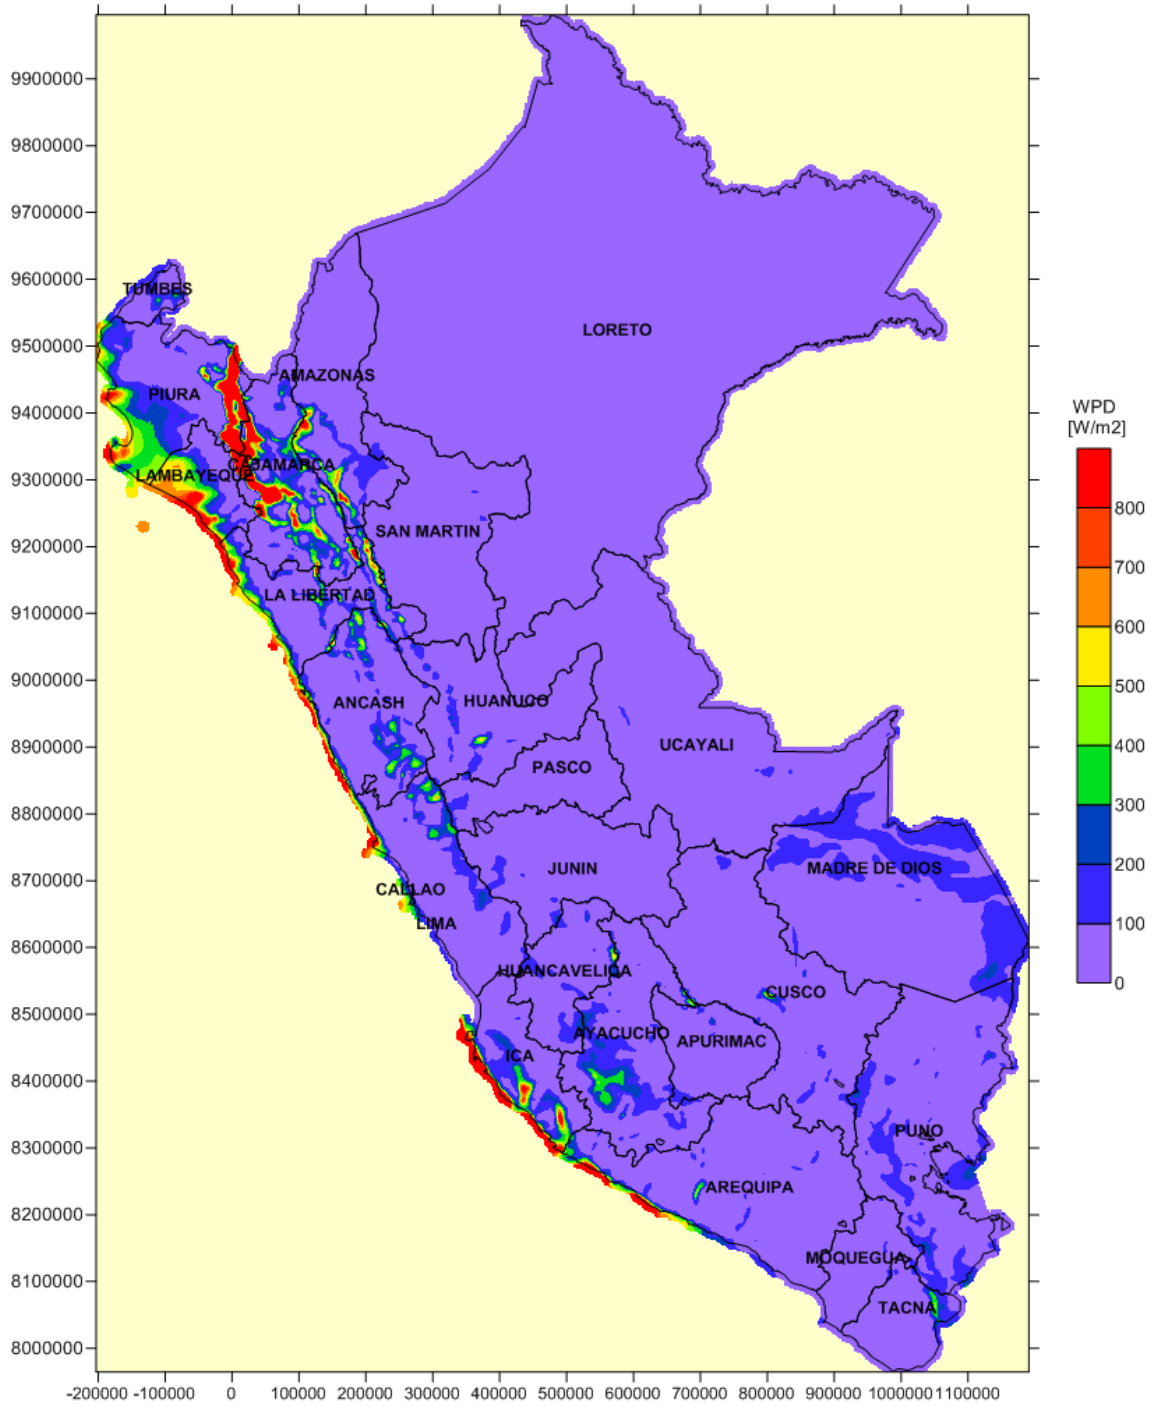 9900000
9800000
9700000
9600000
TUMBES
LORETO
9500000
AMAZONAS
PIURA
9400000
WPD
[W/m2]
CAJAMARCA
9300000
LAMBAYEQUE
800
SAN MARTIN
9200000
700
LA LIBERTAD
9100000
600
9000000
500
ANCASH
HUANUCO
8900000
UCAYALI
400
PASCO
8800000
300
JUNIN
MADRE DE DIOS
200
8700000
CALLAO
LIMA
100
8600000
HUANCAVELICA
0
CUSCO
8500000
AYACUCHO
APURIMAC
ICA
8400000
PUNO
8300000
AREQUIPA
8200000
MOQUEGUA
8100000
TACNA
8000000
-200000 -100000 0 100000 200000 300000 400000 500000 600000 700000 800000 900000 1000000 1100000